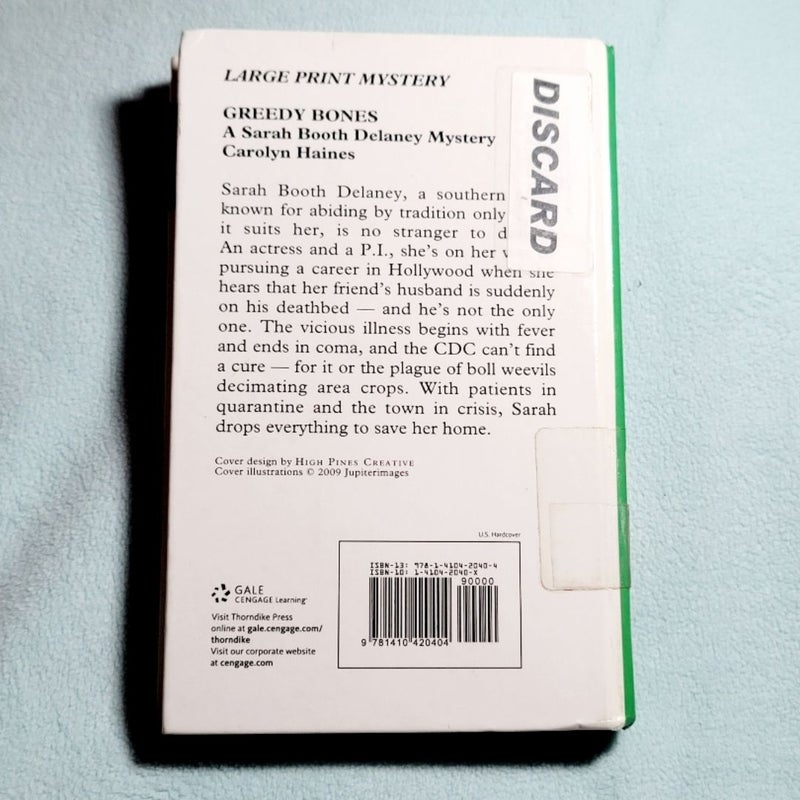 LARGE PRINT MYSTERY
DISCARD
GREEDY BONES
A Sarah Booth Delaney Mystery
Carolyn Haines
Sarah Booth Delaney, a southern
known for abiding by tradition only
it suits her, is no stranger to
An actress and a P.I., she's on her
pursuing a career in Hollywood when she
hears that her friend's husband is suddenly
on his deathbed — and he's not the only
one. The vicious illness begins with fever
and ends in coma, and the CDC can't find
a cure — for it or the plague of boll weevils
decimating area crops. With patients in
quarantine and the town in crisis, Sarah
drops everything to save her home.
Cover design by HIGH PINES CREATIVE
Cover illustrations © 2009 Jupiterimages
U.S. Hardcover
ISBN-13: 978-1-4104-2040-4
ISBN-10: 1-4104-2040-X
90000
9 781410 420404
GALE
CENGAGE Learning
Visit Thorndike Press
online at gale.cengage.com/
thorndike
Visit our corporate website
at cengage.com